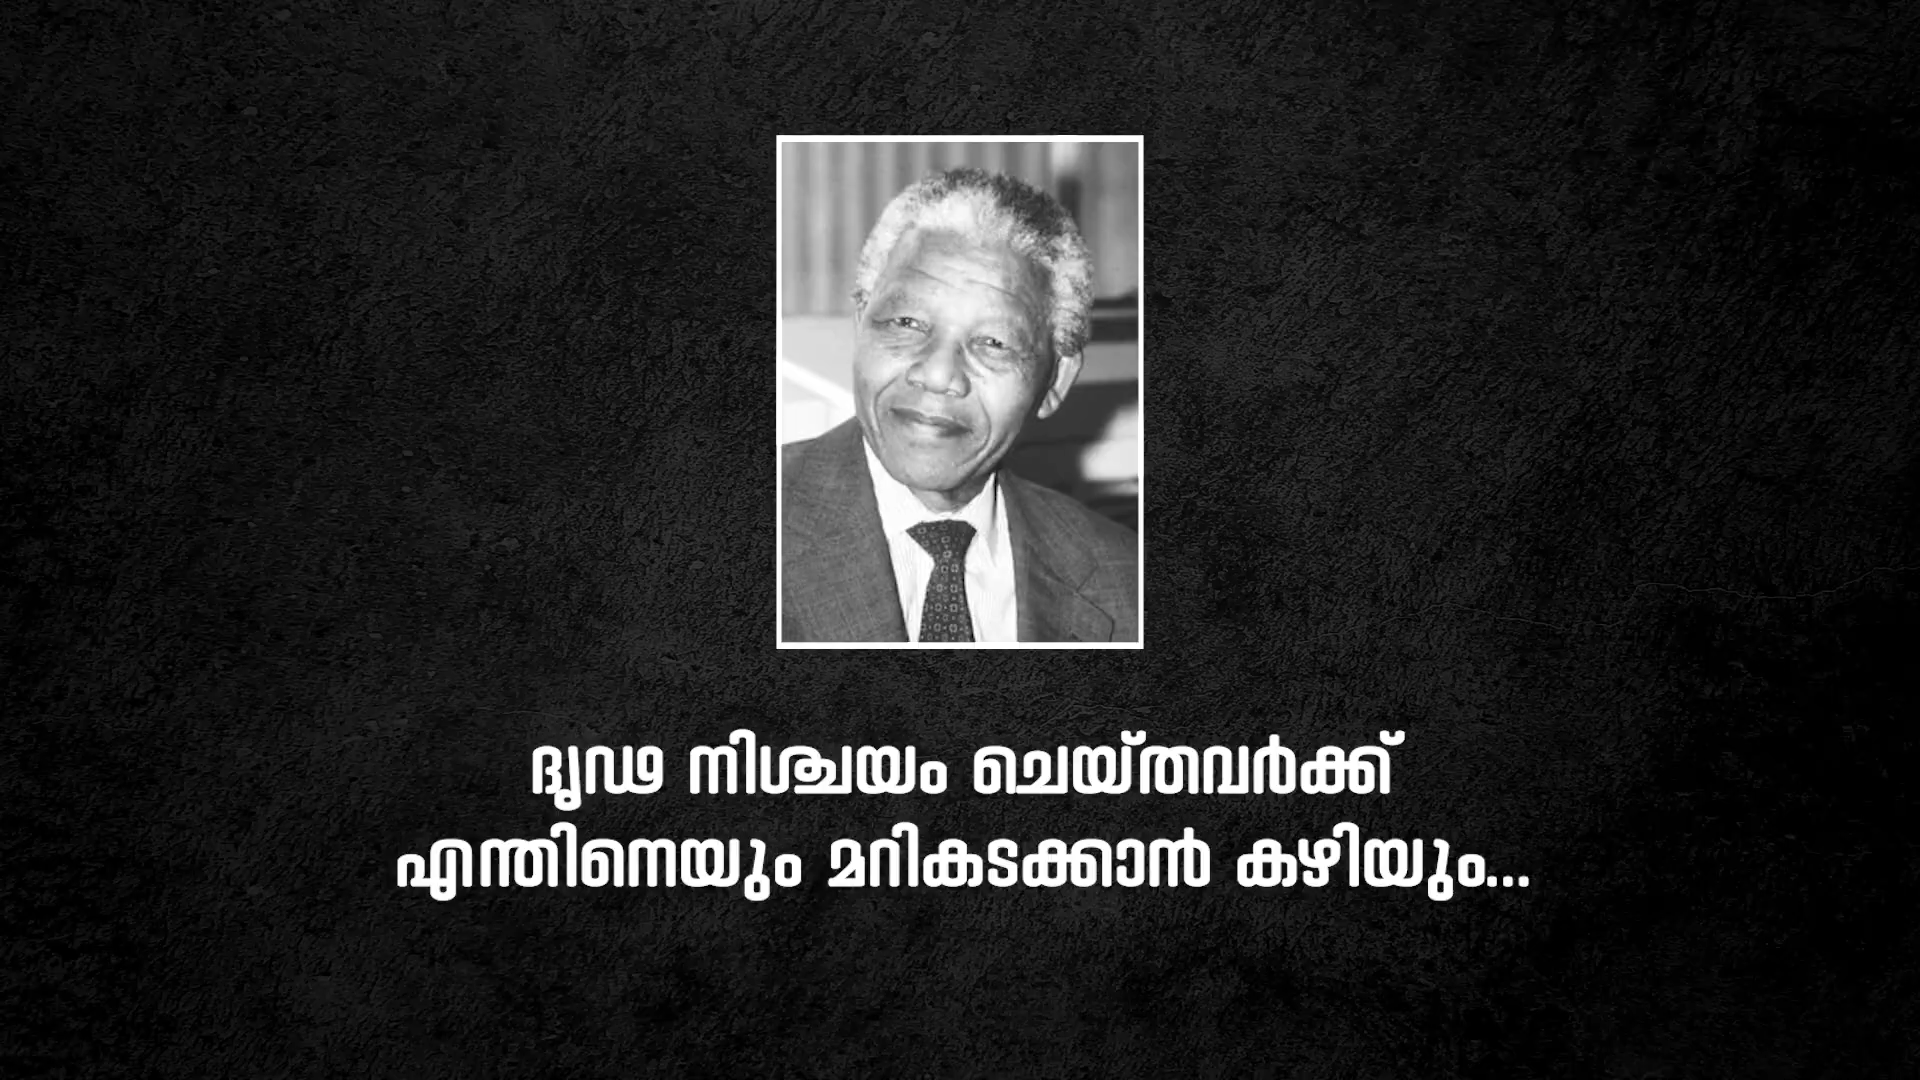 ദൃഢ നിശ്ചയം ചെയ്തവർക്ക്
എന്തിനെയും മറികടക്കാൻ കഴിയും...